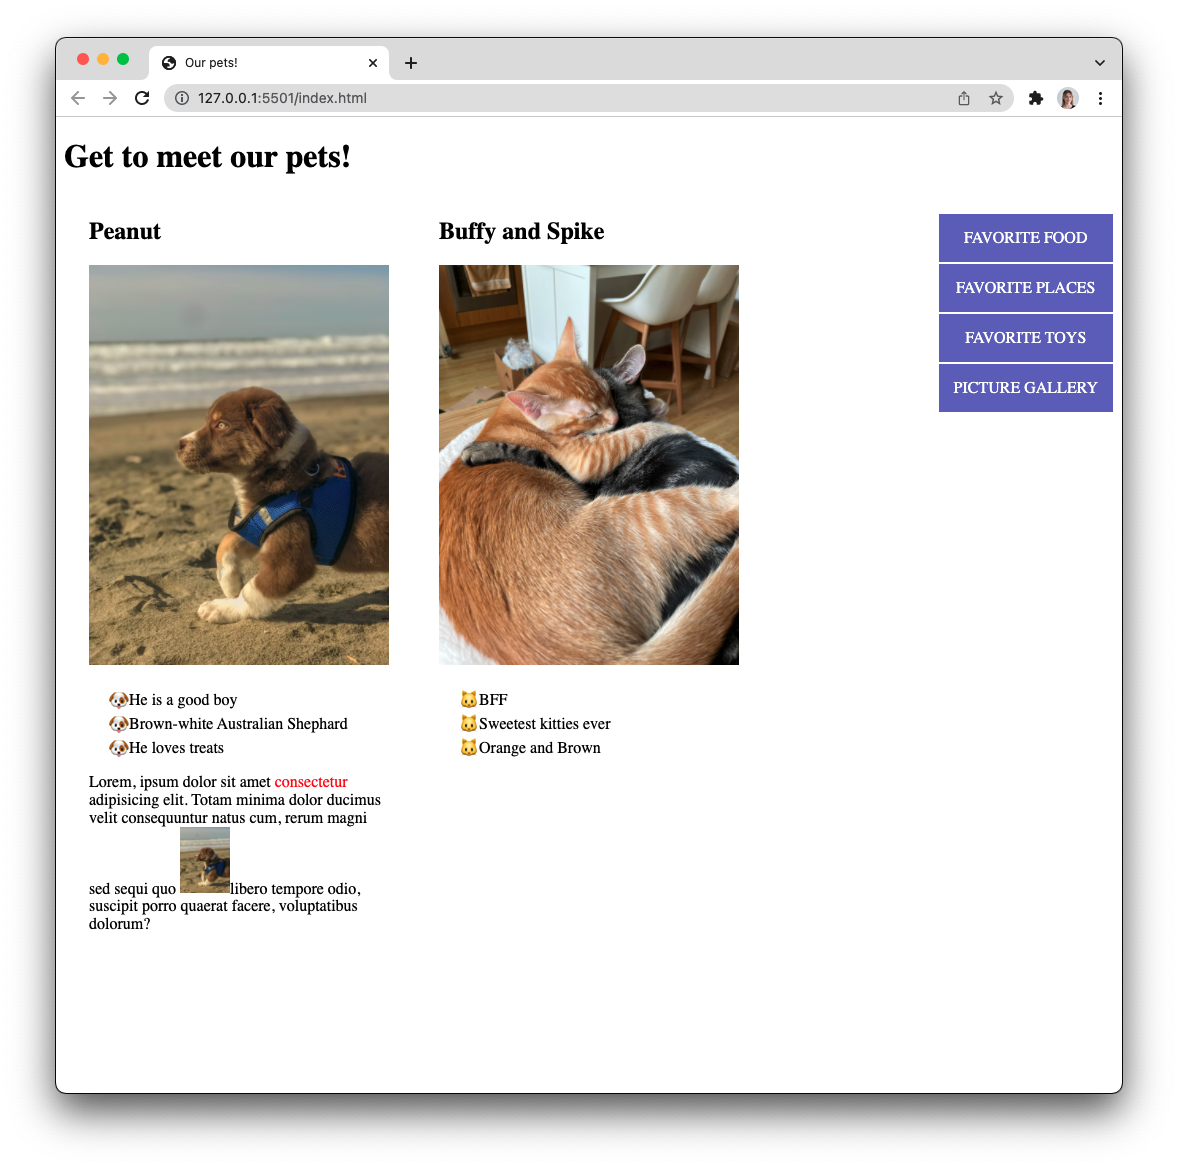 Our pets!
127.0.0.1:5501/index.html
Get to meet our pets!
Peanut
🐶He is a good boy
🐶Brown-white Australian Shephard
🐶He loves treats
Lorem, ipsum dolor sit amet consectetur
adipisicing elit. Totam minima dolor ducimus
velit consequuntur natus cum, rerum magni
sed sequi quo libero tempore odio,
suscipit porro quaerat facere, voluptatibus
dolorum?
Buffy and Spike
🐱BFF
🐱Sweetest kitties ever
🐱Orange and Brown
FAVORITE FOOD
FAVORITE PLACES
FAVORITE TOYS
PICTURE GALLERY